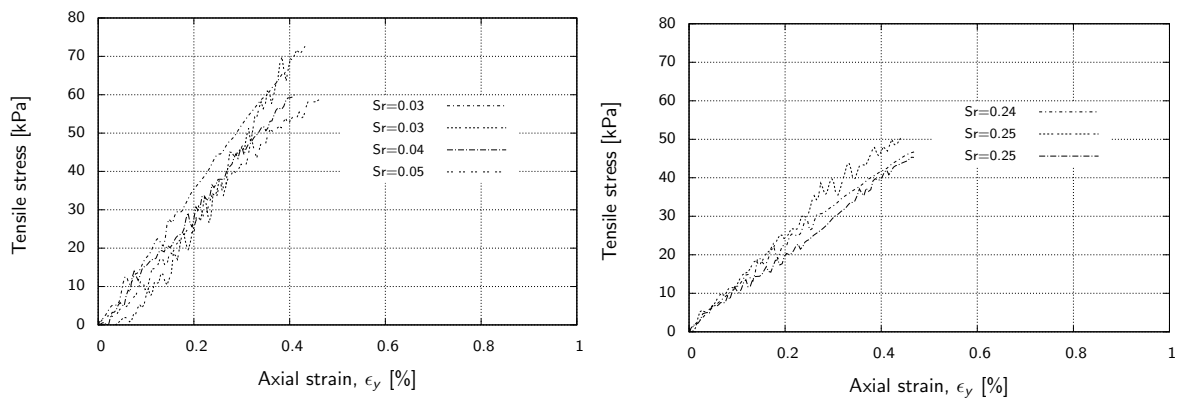 80
70
60
50
40
30
20
10
0
Tensile stress [kPa]
Sr=0.03
Sr=0.03
Sr=0.04
Sr=0.05
0 0.2 0.4 0.6 0.8 1
Axial strain, ϵy [%]
80
70
60
50
40
30
20
10
0
Tensile stress [kPa]
Sr=0.24
Sr=0.25
Sr=0.25
0 0.2 0.4 0.6 0.8 1
Axial strain, ϵy [%]